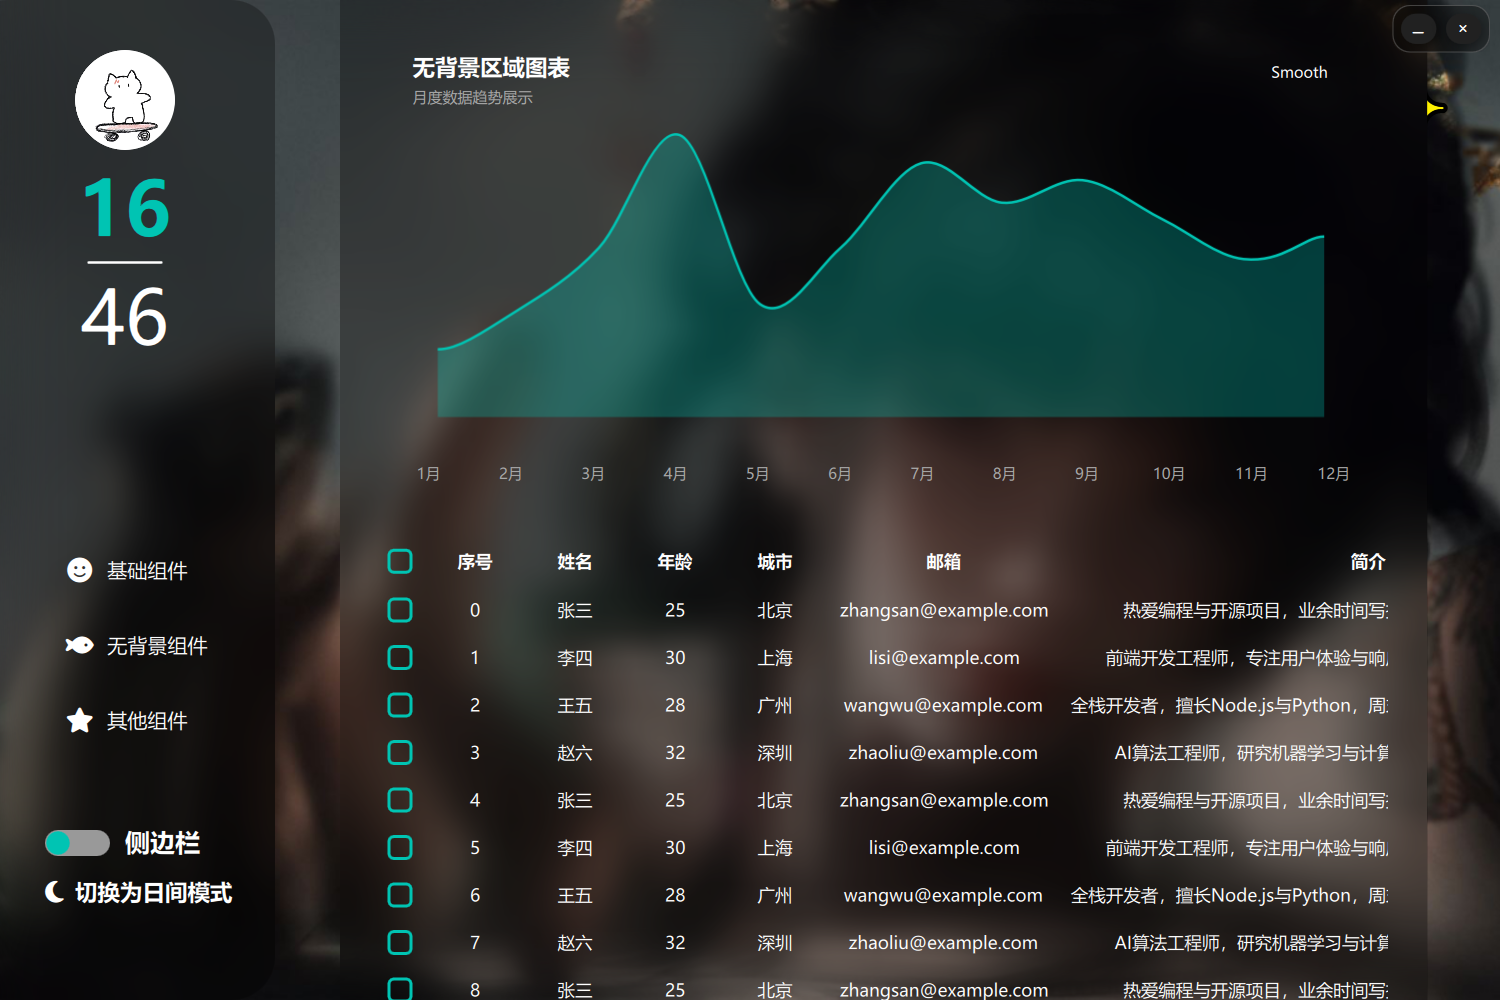 16
46
基础组件
无背景组件
其他组件
侧边栏
切换为日间模式
无背景区域图表
月度数据趋势展示
Smooth
1月 2月 3月 4月 5月 6月 7月 8月 9月 10月 11月 12月
序号 姓名 年龄 城市 邮箱 简介
0 张三 25 北京 zhangsan@example.com 热爱编程与开源项目，业余时间写
1 李四 30 上海 lisi@example.com 前端开发工程师，专注用户体验与响
2 王五 28 广州 wangwu@example.com 全栈开发者，擅长Node.js与Python，周
3 赵六 32 深圳 zhaoliu@example.com AI算法工程师，研究机器学习与计算
4 张三 25 北京 zhangsan@example.com 热爱编程与开源项目，业余时间写
5 李四 30 上海 lisi@example.com 前端开发工程师，专注用户体验与响
6 王五 28 广州 wangwu@example.com 全栈开发者，擅长Node.js与Python，周
7 赵六 32 深圳 zhaoliu@example.com AI算法工程师，研究机器学习与计算
8 张三 25 北京 zhangsan@example.com 热爱编程与开源项目，业余时间写